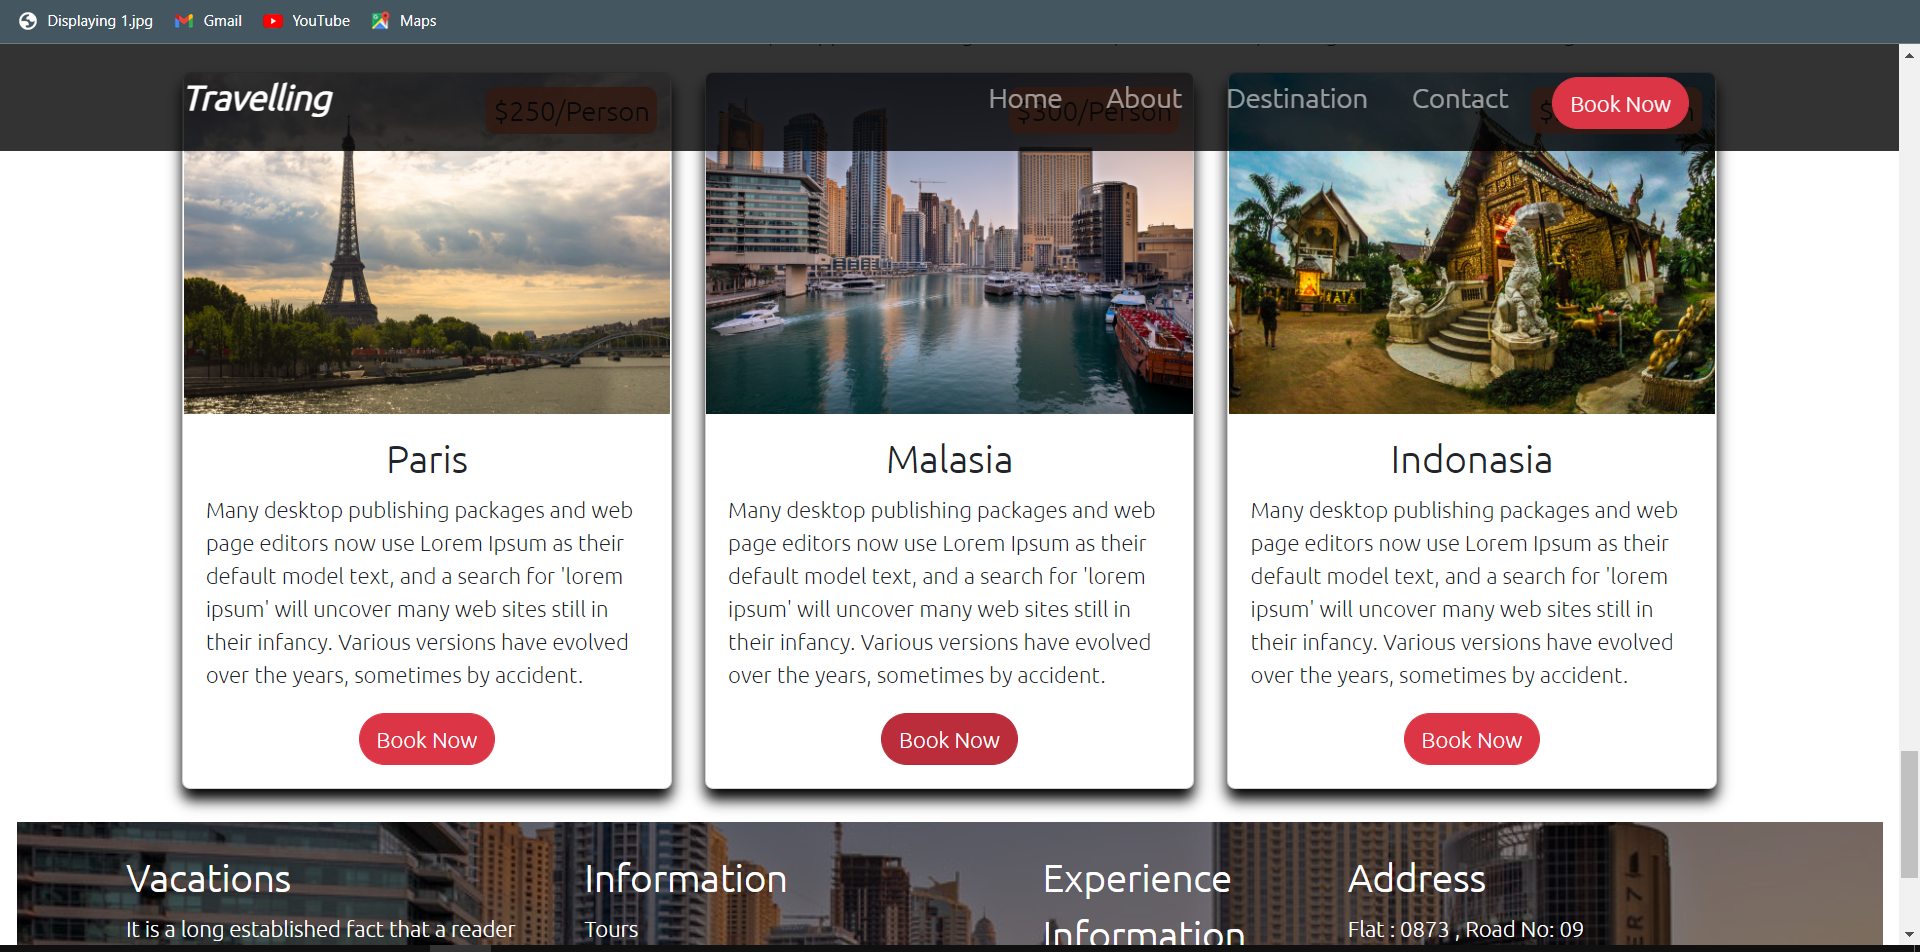 Displaying 1.jpg Gmail YouTube Maps
Travelling Home About Destination Contact Book Now
$250/Person $300/Person
Paris
Many desktop publishing packages and web
page editors now use Lorem Ipsum as their
default model text, and a search for 'lorem
ipsum' will uncover many web sites still in
their infancy. Various versions have evolved
over the years, sometimes by accident.
Book Now
Malasia
Many desktop publishing packages and web
page editors now use Lorem Ipsum as their
default model text, and a search for 'lorem
ipsum' will uncover many web sites still in
their infancy. Various versions have evolved
over the years, sometimes by accident.
Book Now
Indonasia
Many desktop publishing packages and web
page editors now use Lorem Ipsum as their
default model text, and a search for 'lorem
ipsum' will uncover many web sites still in
their infancy. Various versions have evolved
over the years, sometimes by accident.
Book Now
Vacations
It is a long established fact that a reader
Information
Tours
Experience
Information
Address
Flat : 0873 , Road No: 09